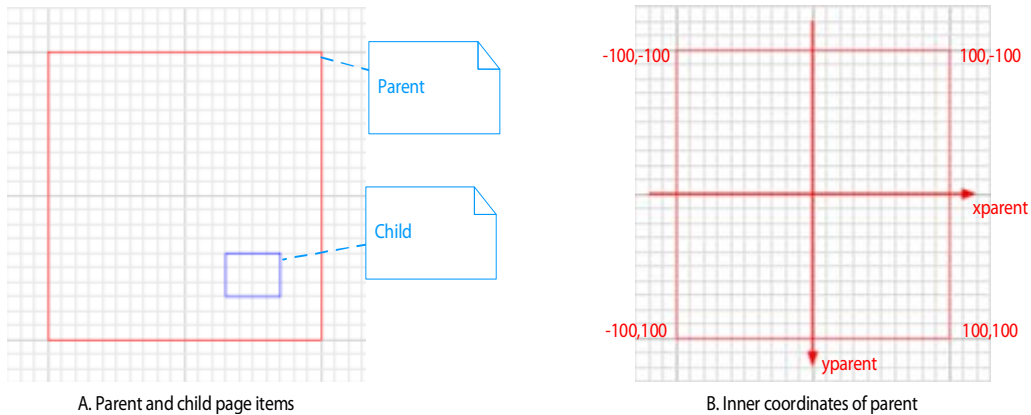 Parent
Child
A. Parent and child page items
-100,-100
100,-100
xparent
-100,100
100,100
yparent
B. Inner coordinates of parent